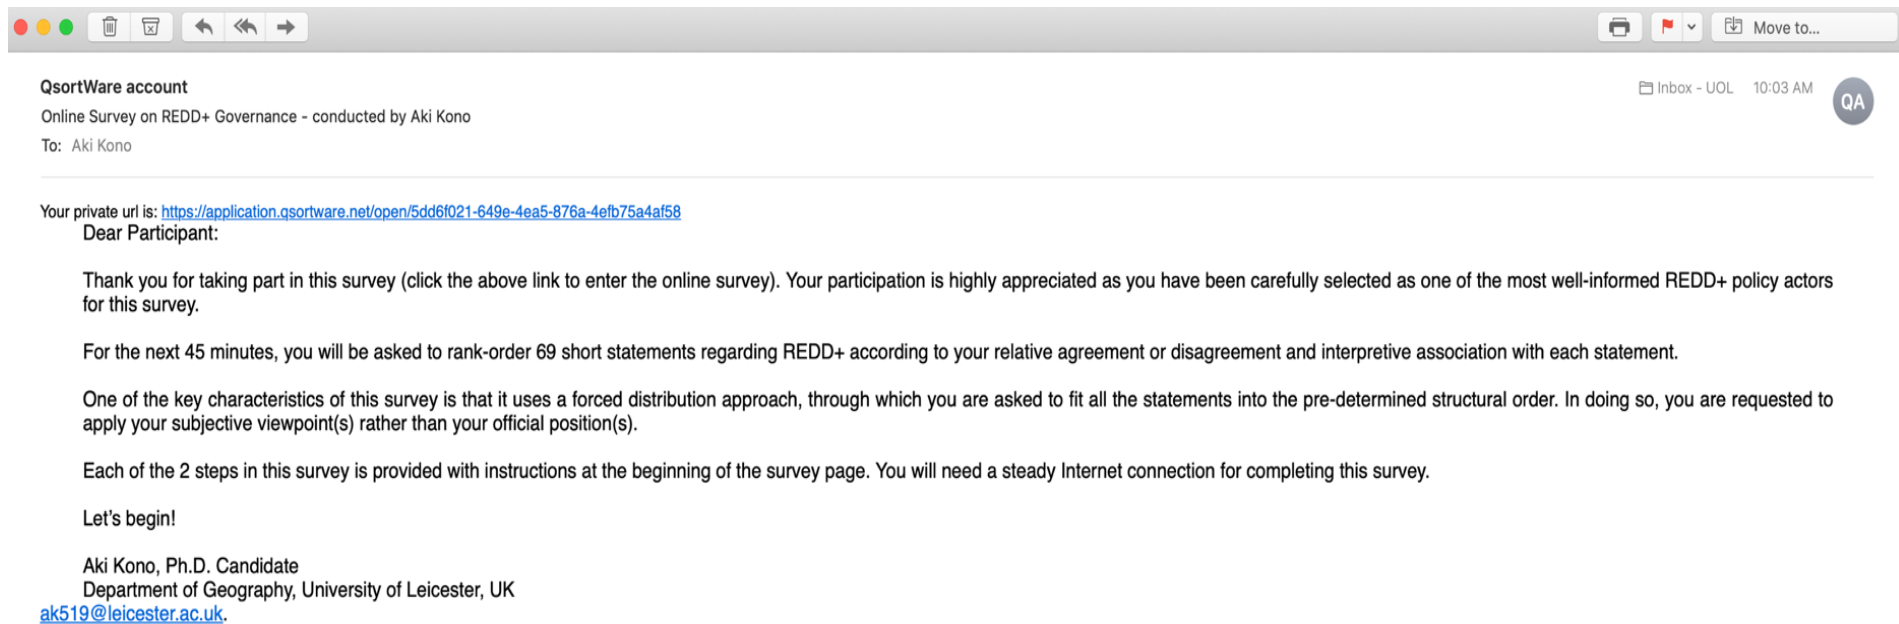 Move to...
QsortWare account
Inbox - UOL 10:03 AM
QA
Online Survey on REDD+ Governance - conducted by Aki Kono
To: Aki Kono
Your private url is: https://application.qsortware.net/open/5dd6f021-649e-4ea5-876a-4efb75a4af58
Dear Participant:
Thank you for taking part in this survey (click the above link to enter the online survey). Your participation is highly appreciated as you have been carefully selected as one of the most well-informed REDD+ policy actors
for this survey.
For the next 45 minutes, you will be asked to rank-order 69 short statements regarding REDD+ according to your relative agreement or disagreement and interpretive association with each statement.
One of the key characteristics of this survey is that it uses a forced distribution approach, through which you are asked to fit all the statements into the pre-determined structural order. In doing so, you are requested to
apply your subjective viewpoint(s) rather than your official position(s).
Each of the 2 steps in this survey is provided with instructions at the beginning of the survey page. You will need a steady Internet connection for completing this survey.
Let's begin!
Aki Kono, Ph.D. Candidate
Department of Geography, University of Leicester, UK
ak519@leicester.ac.uk.